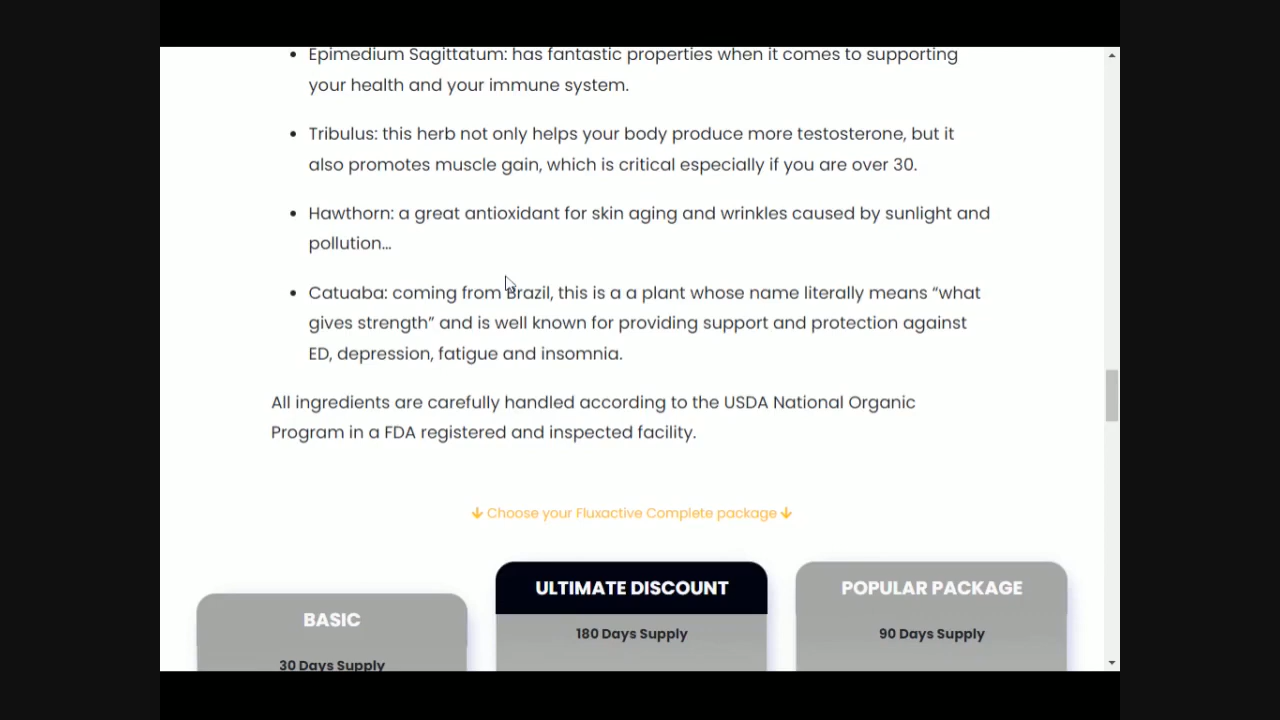 • Epimedium Sagittatum: has fantastic properties when it comes to supporting
your health and your immune system.
• Tribulus: this herb not only helps your body produce more testosterone, but it
also promotes muscle gain, which is critical especially if you are over 30.
• Hawthorn: a great antioxidant for skin aging and wrinkles caused by sunlight and
pollution...
• Catuaba: coming from Brazil, this is a a plant whose name literally means “what
gives strength” and is well known for providing support and protection against
ED, depression, fatigue and insomnia.
All ingredients are carefully handled according to the USDA National Organic
Program in a FDA registered and inspected facility.
↓ Choose your Fluxactive Complete package ↓
BASIC
30 Days Supply
ULTIMATE DISCOUNT
180 Days Supply
POPULAR PACKAGE
90 Days Supply